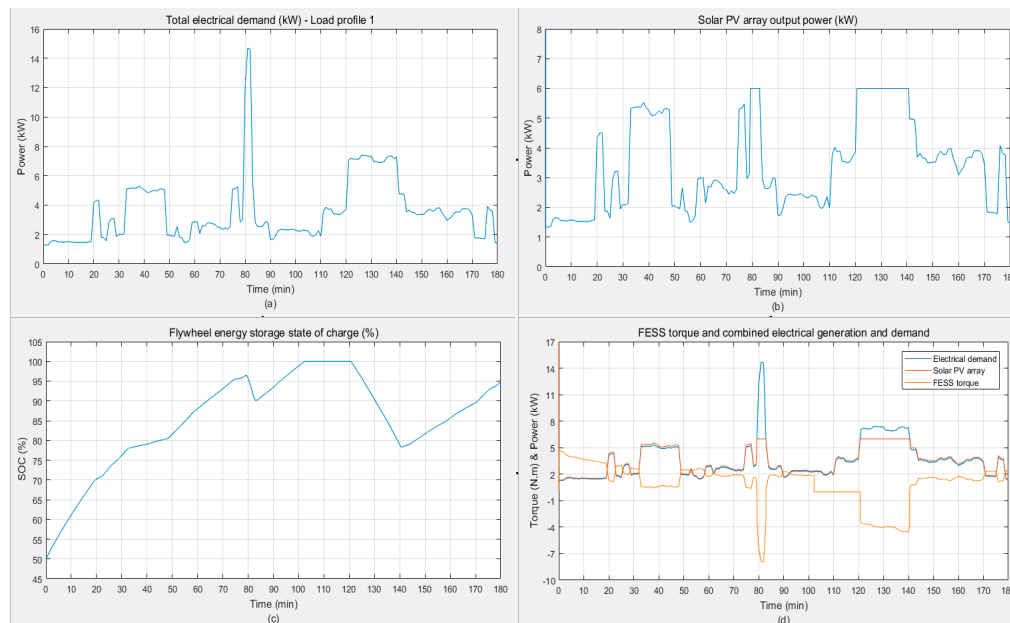 Total electrical demand (kW) - Load profile 1
16
14
12
10
8
6
4
2
0
Power (kW)
0 10 20 30 40 50 60 70 80 90 100 110 120 130 140 150 160 170 180
Time (min)
(a)
Solar PV array output power (kW)
8
7
6
5
4
3
2
1
0
Power (kW)
0 10 20 30 40 50 60 70 80 90 100 110 120 130 140 150 160 170 180
Time (min)
(b)
Flywheel energy storage state of charge (%)
105
100
95
90
85
80
75
70
65
60
55
50
45
SOC (%)
0 10 20 30 40 50 60 70 80 90 100 110 120 130 140 150 160 170 180
Time (min)
(c)
FESS torque and combined electrical generation and demand
17
14
11
8
5
2
-1
-4
-7
-10
Torque (N.m) & Power (kW)
Electrical demand
Solar PV array
FESS torque
0 10 20 30 40 50 60 70 80 90 100 110 120 130 140 150 160 170 180
Time (min)
(d)